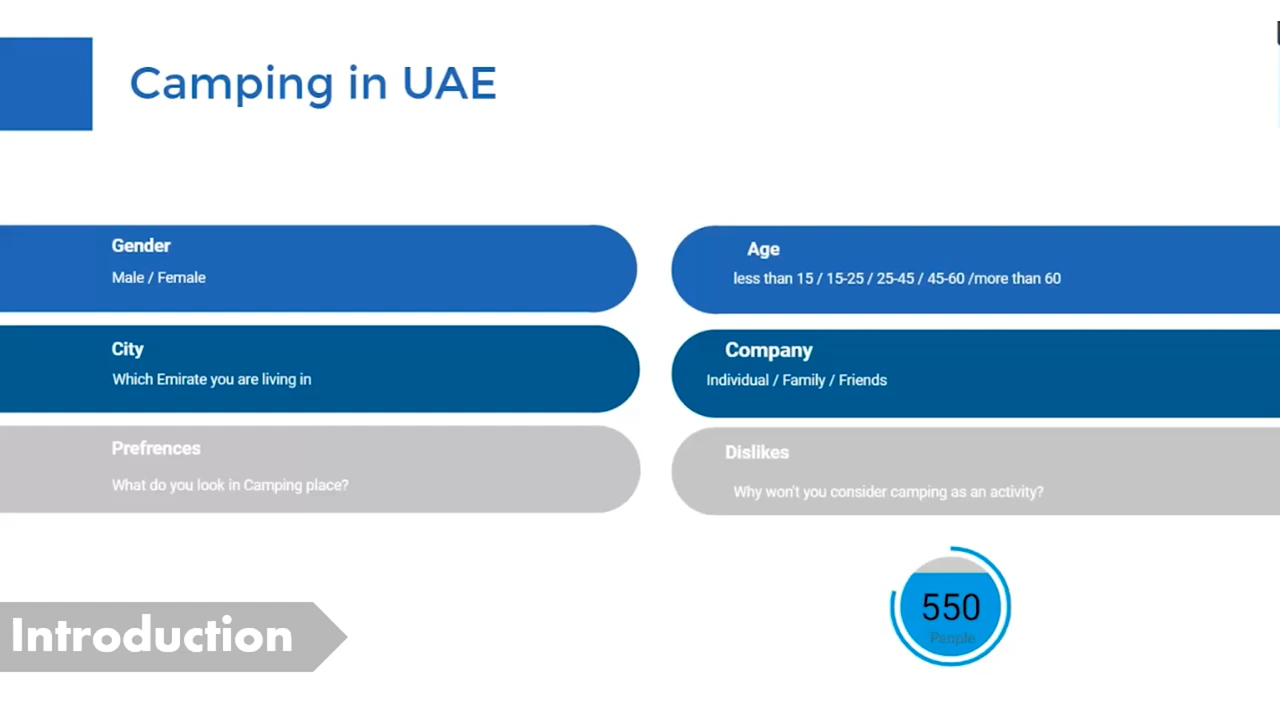 Camping in UAE
Gender
Male / Female
Age
less than 15 / 15-25 / 25-45 / 45-60 /more than 60
City
Which Emirate you are living in
Company
Individual / Family / Friends
Prefrences
What do you look in Camping place?
Dislikes
Why won't you consider camping as an activity?
550
People
Introduction